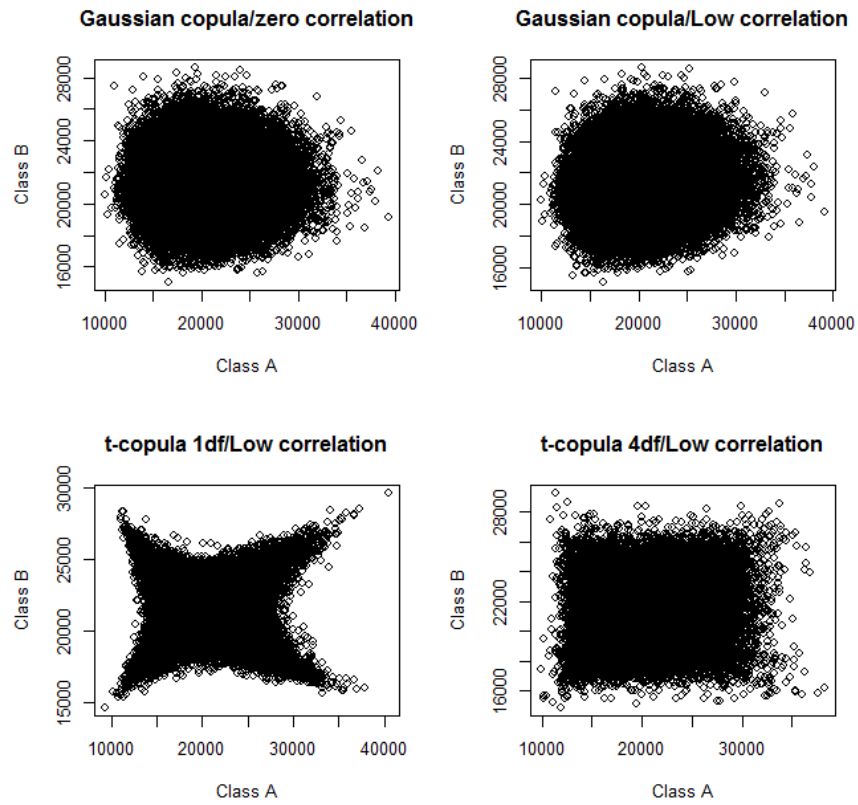 Gaussian copula/zero correlation
Class B
28000
24000
20000
16000
10000 20000 30000 40000
Class A
Gaussian copula/Low correlation
Class B
28000
24000
20000
16000
10000 20000 30000 40000
Class A
t-copula 1df/Low correlation
Class B
30000
25000
20000
15000
10000 20000 30000 40000
Class A
t-copula 4df/Low correlation
Class B
28000
22000
16000
10000 20000 30000
Class A